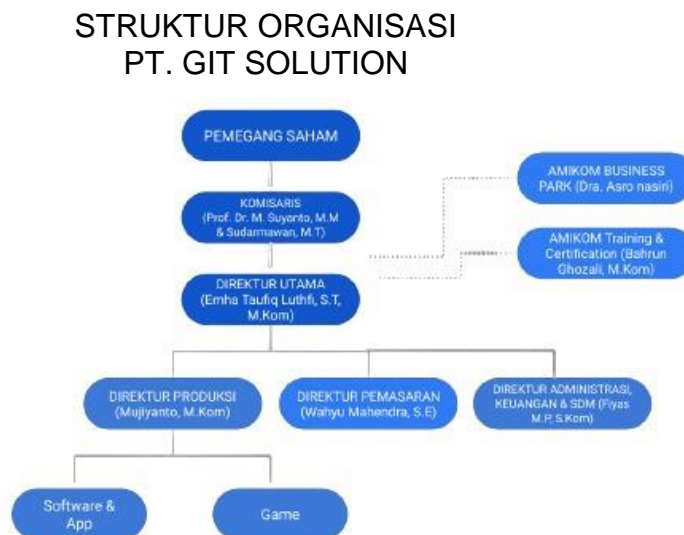 STRUKTUR ORGANISASI
PT. GIT SOLUTION
PEMEGANG SAHAM
AMIKOM BUSINESS
PARK (Dra. Asro nasiri)
KOMISARIS
(Prof. Dr. M. Suyanto, M.M
& Sudarmawan, M.T)
AMIKOM Training &
Certification (Bahrun
Ghozali, M.Kom)
DIREKTUR UTAMA
(Emha Taufiq Luthfi, S.T,
M.Kom)
DIREKTUR PRODUKSI
(Mujiyanto, M.Kom)
DIREKTUR PEMASARAN
(Wahyu Mahendra, S.E)
DIREKTUR ADMINISTRASI,
KEUANGAN & SDM (Fiyas
M.P, S.Kom)
Software &
App
Game